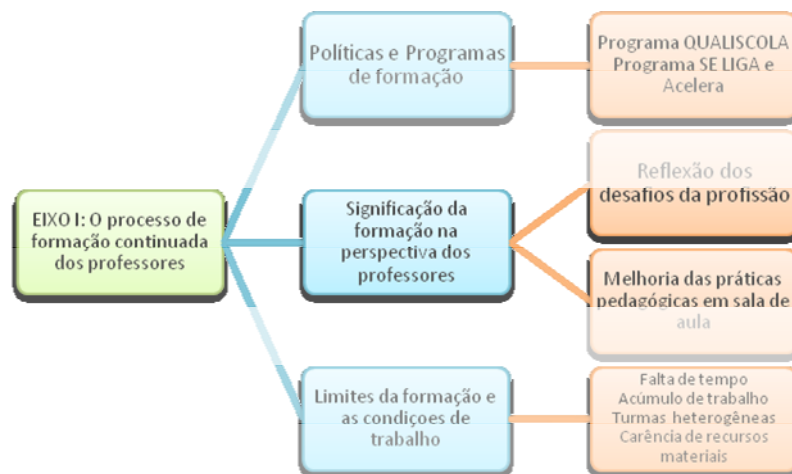 EIXO I: O processo de
formação continuada
dos professores
Políticas e Programas
de formação
Programa QUALISCOLA
Programa SE LIGA e
Acelera
Significação da
formação na
perspectiva dos
professores
Reflexão dos
desafios da profissão
Melhoria das práticas
pedagógicas em sala de
aula
Limites da formação e
as condiçoes de
trabalho
Falta de tempo
Acúmulo de trabalho
Turmas heterogêneas
Carência de recursos
materiais